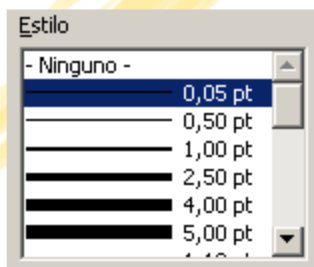 Estilo
- Ninguno -
0,05 pt
0,50 pt
1,00 pt
2,50 pt
4,00 pt
5,00 pt